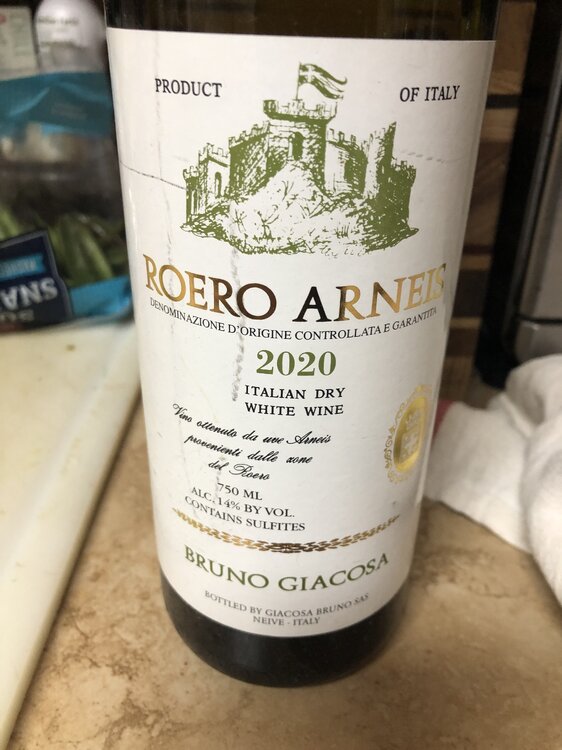 PRODUCT OF ITALY
ROERO ARNEIS
DENOMINAZIONE D'ORIGINE CONTROLLATA E GARANTITA
2020
ITALIAN DRY
WHITE WINE
Vino ottenuto da uve Arneis
provenienti dalle zone
del Roero
750 ML
ALC. 14% BY VOL.
CONTAINS SULFITES
BRUNO GIACOSA
BOTTLED BY GIACOSA BRUNO SAS
NEIVE - ITALY
SNA